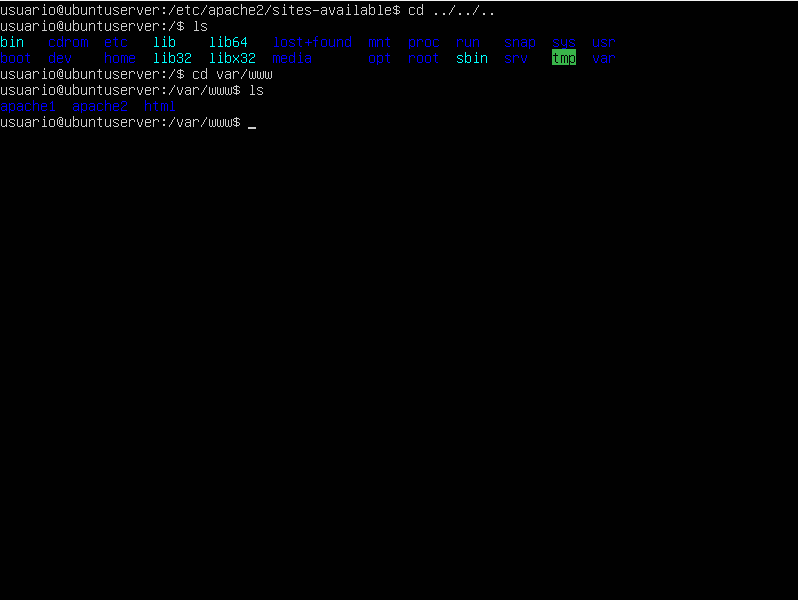 usuario@ubuntuserver:/etc/apache2/sites-available$ cd ../../..
usuario@ubuntuserver:/$ ls
bin   cdrom  etc   lib    lib64   lost+found  mnt  proc  run   snap  sys  usr
boot  dev    home  lib32  libx32  media       opt  root  sbin  srv   tmp  var
usuario@ubuntuserver:/$ cd var/www
usuario@ubuntuserver:/var/www$ ls
apache1  apache2  html
usuario@ubuntuserver:/var/www$ _